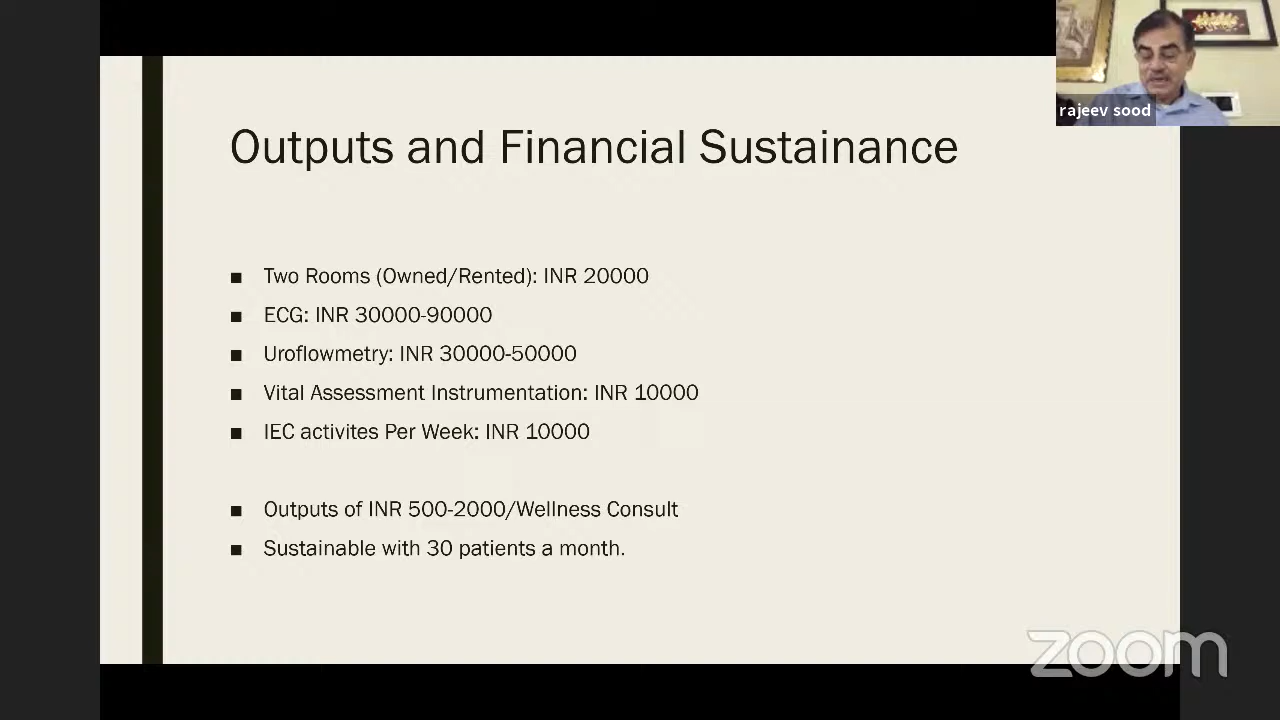 rajeev sood
Outputs and Financial Sustainance
■ Two Rooms (Owned/Rented): INR 20000
■ ECG: INR 30000-90000
■ Uroflowmetry: INR 30000-50000
■ Vital Assessment Instrumentation: INR 10000
■ IEC activites Per Week: INR 10000
■ Outputs of INR 500-2000/Wellness Consult
■ Sustainable with 30 patients a month.
zoom